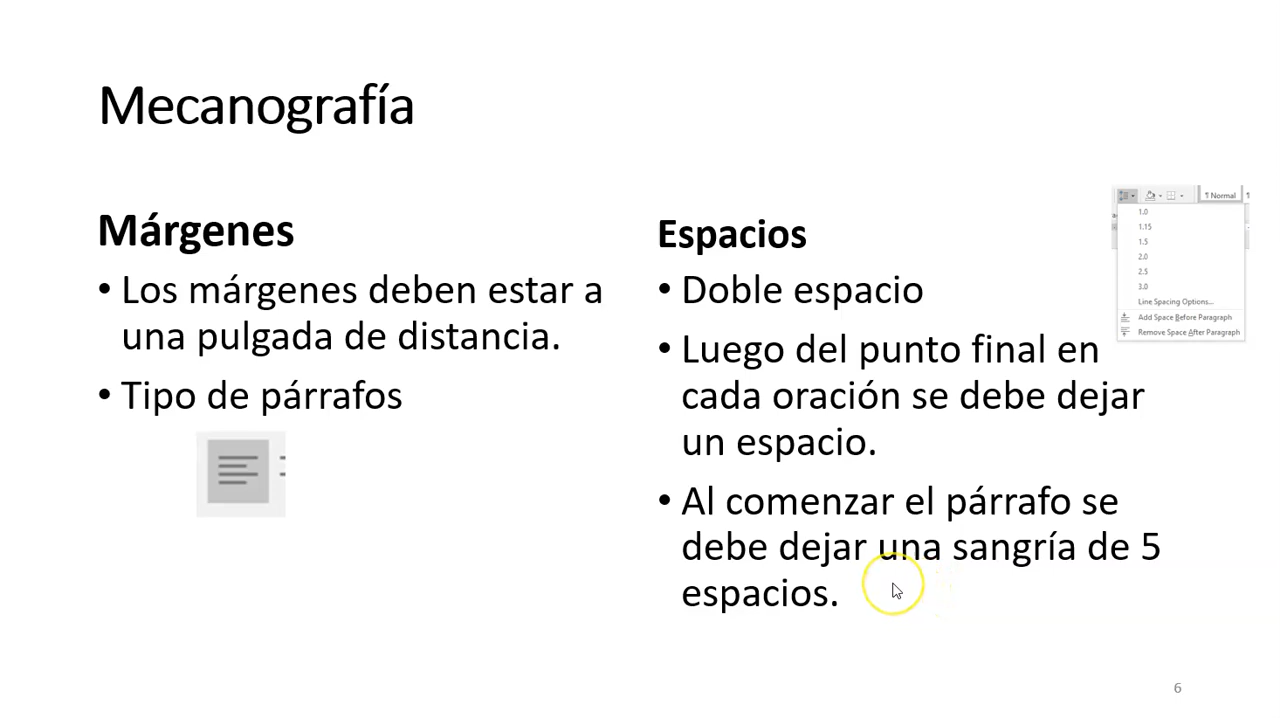 Mecanografía
Márgenes
• Los márgenes deben estar a
una pulgada de distancia.
• Tipo de párrafos
Espacios
• Doble espacio
• Luego del punto final en
cada oración se debe dejar
un espacio.
• Al comenzar el párrafo se
debe dejar una sangría de 5
espacios.
¶ Normal
1.0
1.15
1.5
2.0
2.5
3.0
Line Spacing Options...
Add Space Before Paragraph
Remove Space After Paragraph
6